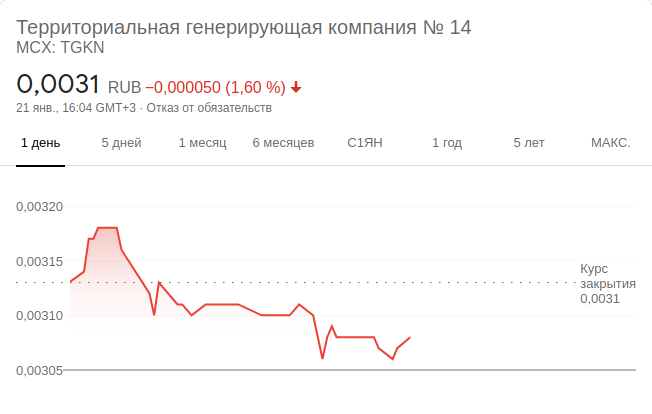 Территориальная генерирующая компания № 14
MCX: TGKN
0,0031 RUB −0,000050 (1,60 %)
21 янв., 16:04 GMT+3 · Отказ от обязательств
1 день 5 дней 1 месяц 6 месяцев С1ЯН 1 год 5 лет МАКС.
0,00320
0,00315
Курс
закрытия
0,0031
0,00310
0,00305